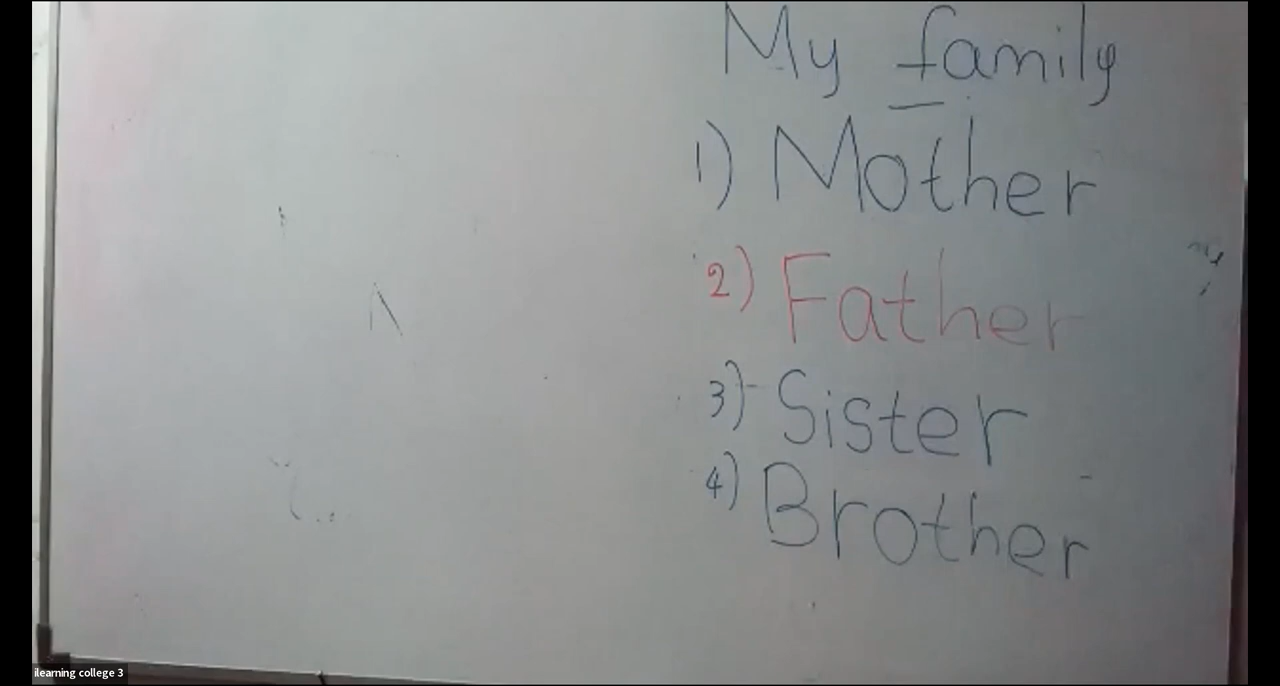 My family
1) Mother
2) Father
3) Sister
4) Brother
ilearning college 3